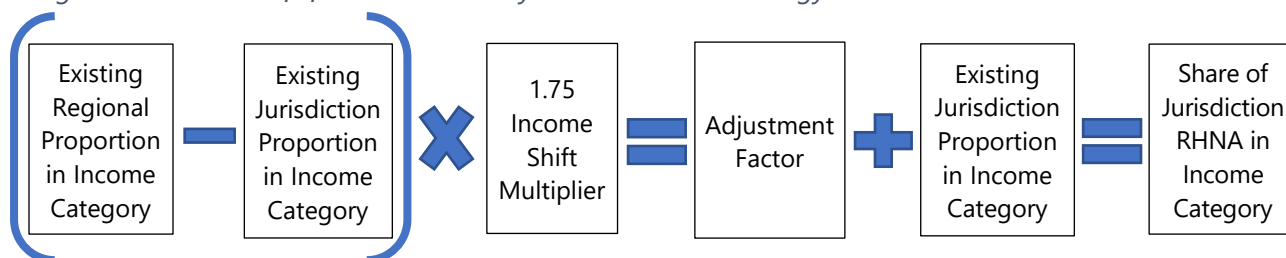 Existing
Regional
Proportion
in Income
Category
Existing
Jurisdiction
Proportion
in Income
Category
1.75
Income
Shift
Multiplier
Adjustment
Factor
Existing
Jurisdiction
Proportion
in Income
Category
Share of
Jurisdiction
RHNA in
Income
Category